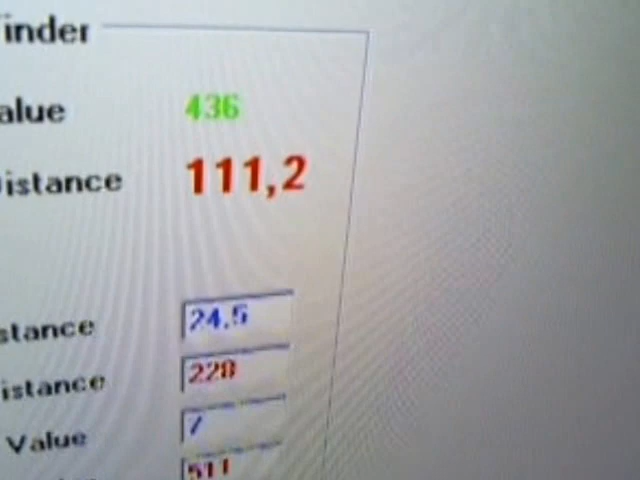 inder
alue 436
istance 111,2
stance 24.5
istance 228
Value 7
511